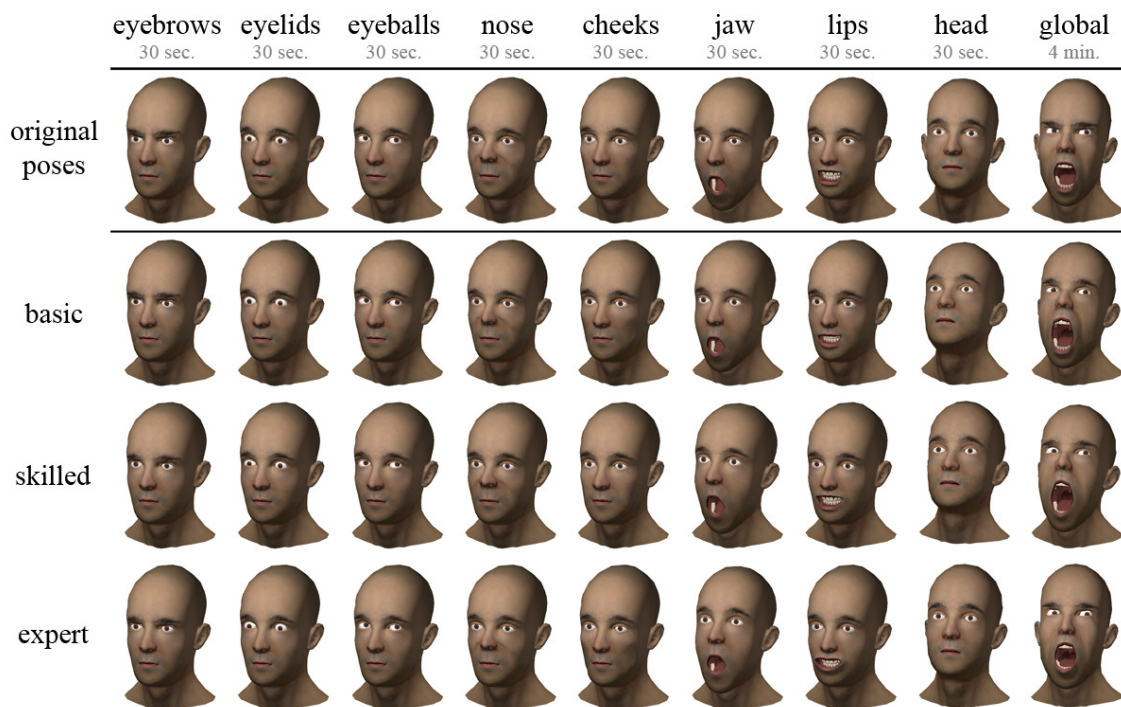 eyebrows eyelids eyeballs nose cheeks jaw lips head global
30 sec. 30 sec. 30 sec. 30 sec. 30 sec. 30 sec. 30 sec. 30 sec. 4 min.
original
poses
basic
skilled
expert